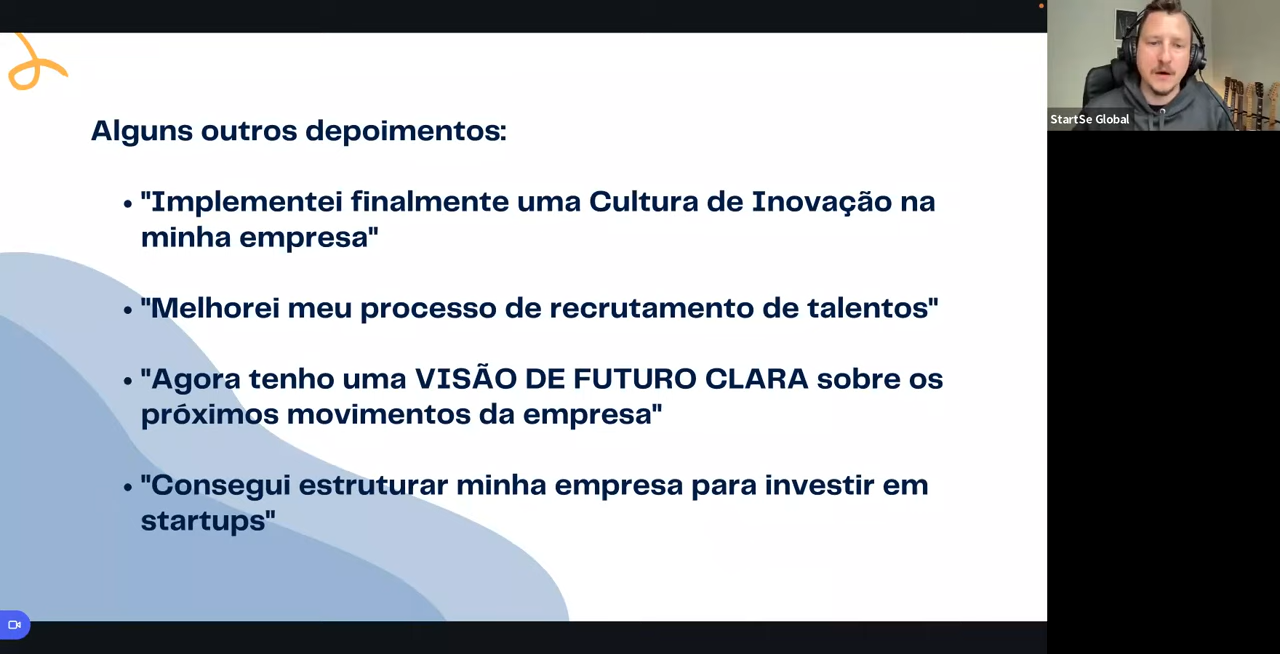 Alguns outros depoimentos:
• "Implementei finalmente uma Cultura de Inovação na
minha empresa"
• "Melhorei meu processo de recrutamento de talentos"
• "Agora tenho uma VISÃO DE FUTURO CLARA sobre os
próximos movimentos da empresa"
• "Consegui estruturar minha empresa para investir em
startups"
StartSe Global